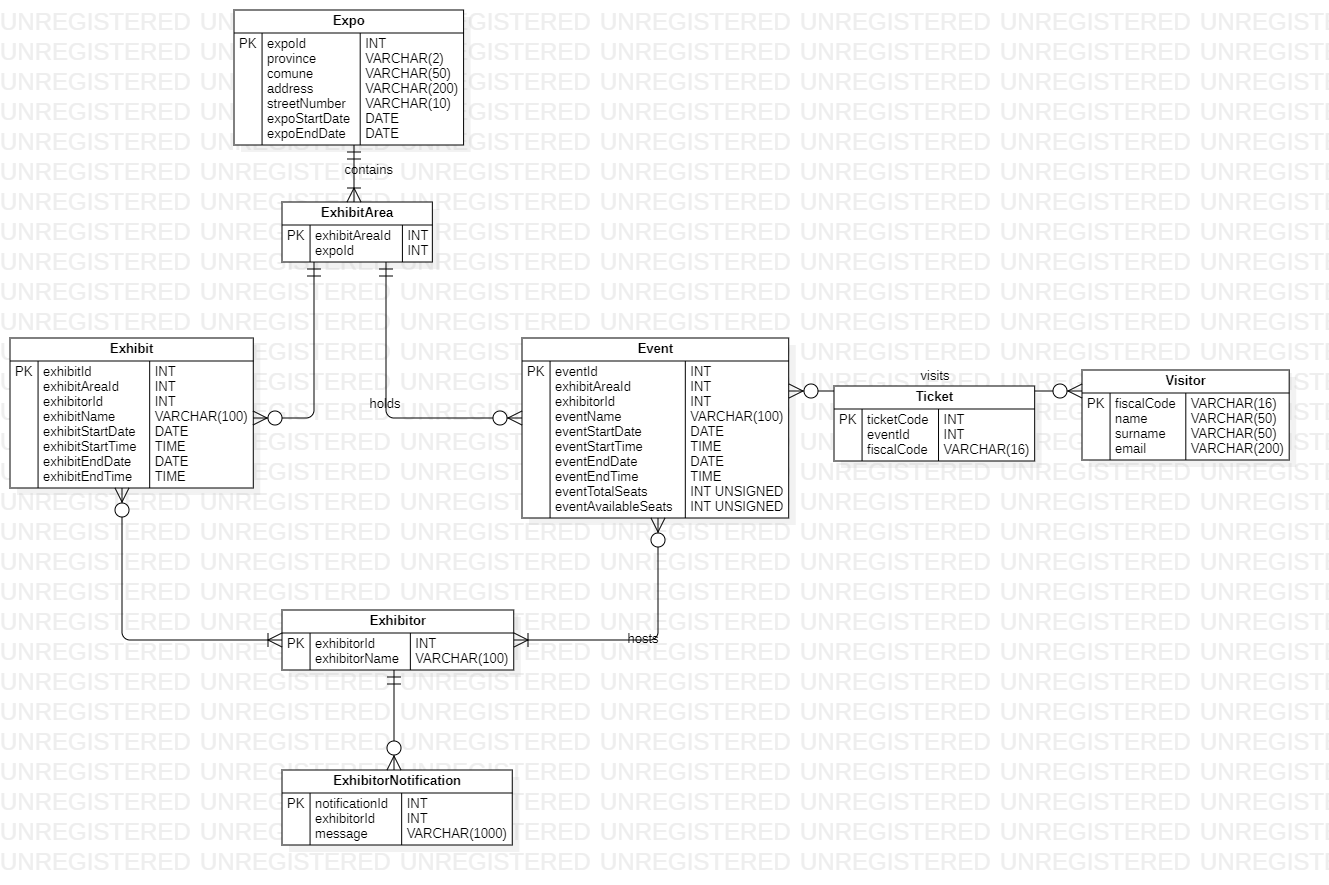 Expo
PK expoId INT
province VARCHAR(2)
comune VARCHAR(50)
address VARCHAR(200)
streetNumber VARCHAR(10)
expoStartDate DATE
expoEndDate DATE
contains
ExhibitArea
PK exhibitAreaId INT
expoId INT
Exhibit
PK exhibitId INT
exhibitAreaId INT
exhibitorId INT
exhibitName VARCHAR(100)
exhibitStartDate DATE
exhibitStartTime TIME
exhibitEndDate DATE
exhibitEndTime TIME
holds
Event
PK eventId INT
exhibitAreaId INT
exhibitorId INT
eventName VARCHAR(100)
eventStartDate DATE
eventStartTime TIME
eventEndDate DATE
eventEndTime TIME
eventTotalSeats INT UNSIGNED
eventAvailableSeats INT UNSIGNED
visits
Ticket
PK ticketCode INT
eventId INT
fiscalCode VARCHAR(16)
Visitor
PK fiscalCode VARCHAR(16)
name VARCHAR(50)
surname VARCHAR(50)
email VARCHAR(200)
Exhibitor
PK exhibitorId INT
exhibitorName VARCHAR(100)
hosts
ExhibitorNotification
PK notificationId INT
exhibitorId INT
message VARCHAR(1000)
UNREGISTERED